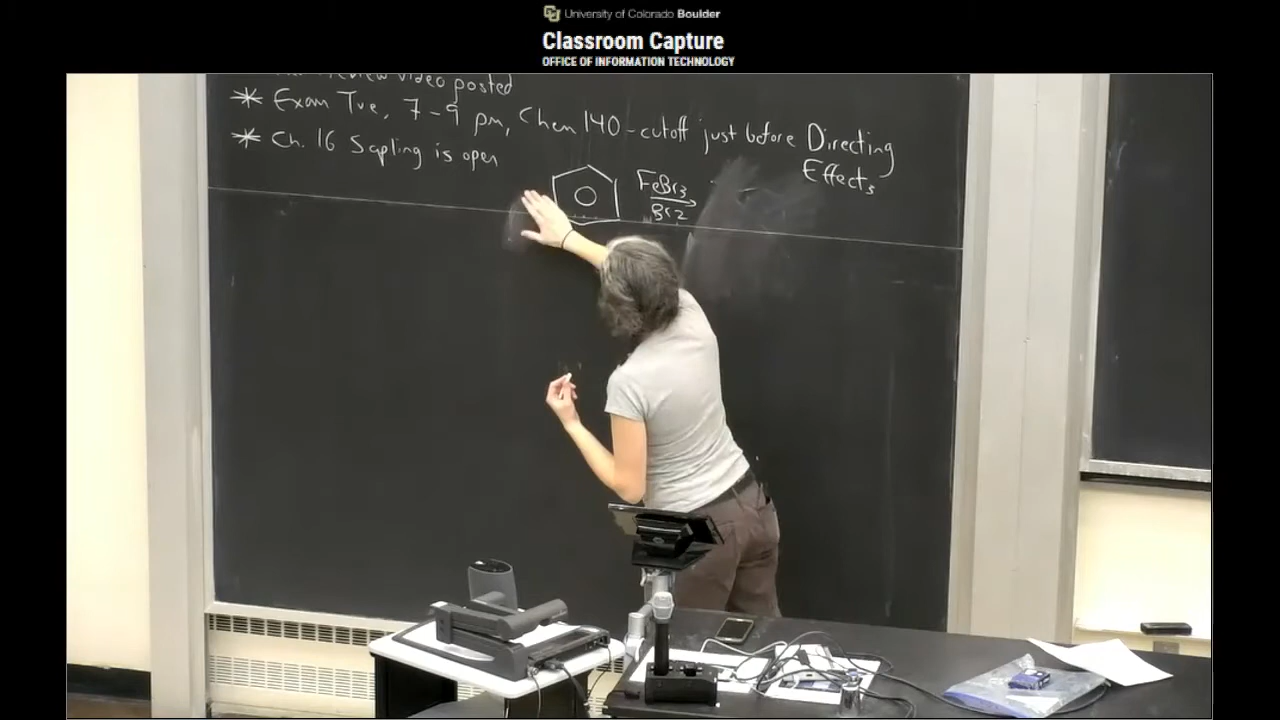 University of Colorado Boulder
Classroom Capture
OFFICE OF INFORMATION TECHNOLOGY
review video posted
* Exam Tue, 7-9 pm, Chem 140 - cutoff just before Directing Effects
* Ch. 16 Sapling is open
FeBr3
Br2